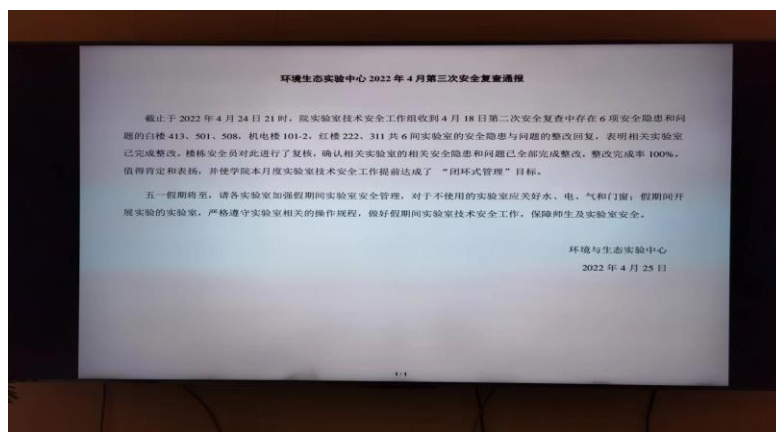 环境生态实验中心 2022 年 4 月第三次安全复查通报
截止于 2022 年 4 月 24 日 21 时，院实验室技术安全工作组收到 4 月 18 日第二次安全复查中存在 6 项安全隐患和问
题的白楼 413、501、508，机电楼 101-2，红楼 222、311 共 6 间实验室的安全隐患与问题的整改回复，表明相关实验室
已完成整改。楼栋安全员对此进行了复核，确认相关实验室的相关安全隐患和问题已全部完成整改，整改完成率 100%，
值得肯定和表扬，并使学院本月度实验室技术安全工作提前达成了 “闭环式管理”目标。
五一假期将至，请各实验室加强假期间实验室安全管理，对于不使用的实验室应关好水、电、气和门窗；假期间开
展实验的实验室，严格遵守实验室相关的操作规程，做好假期间实验室技术安全工作，保障师生及实验室安全。
环境与生态实验中心
2022 年 4 月 25 日
1 / 1